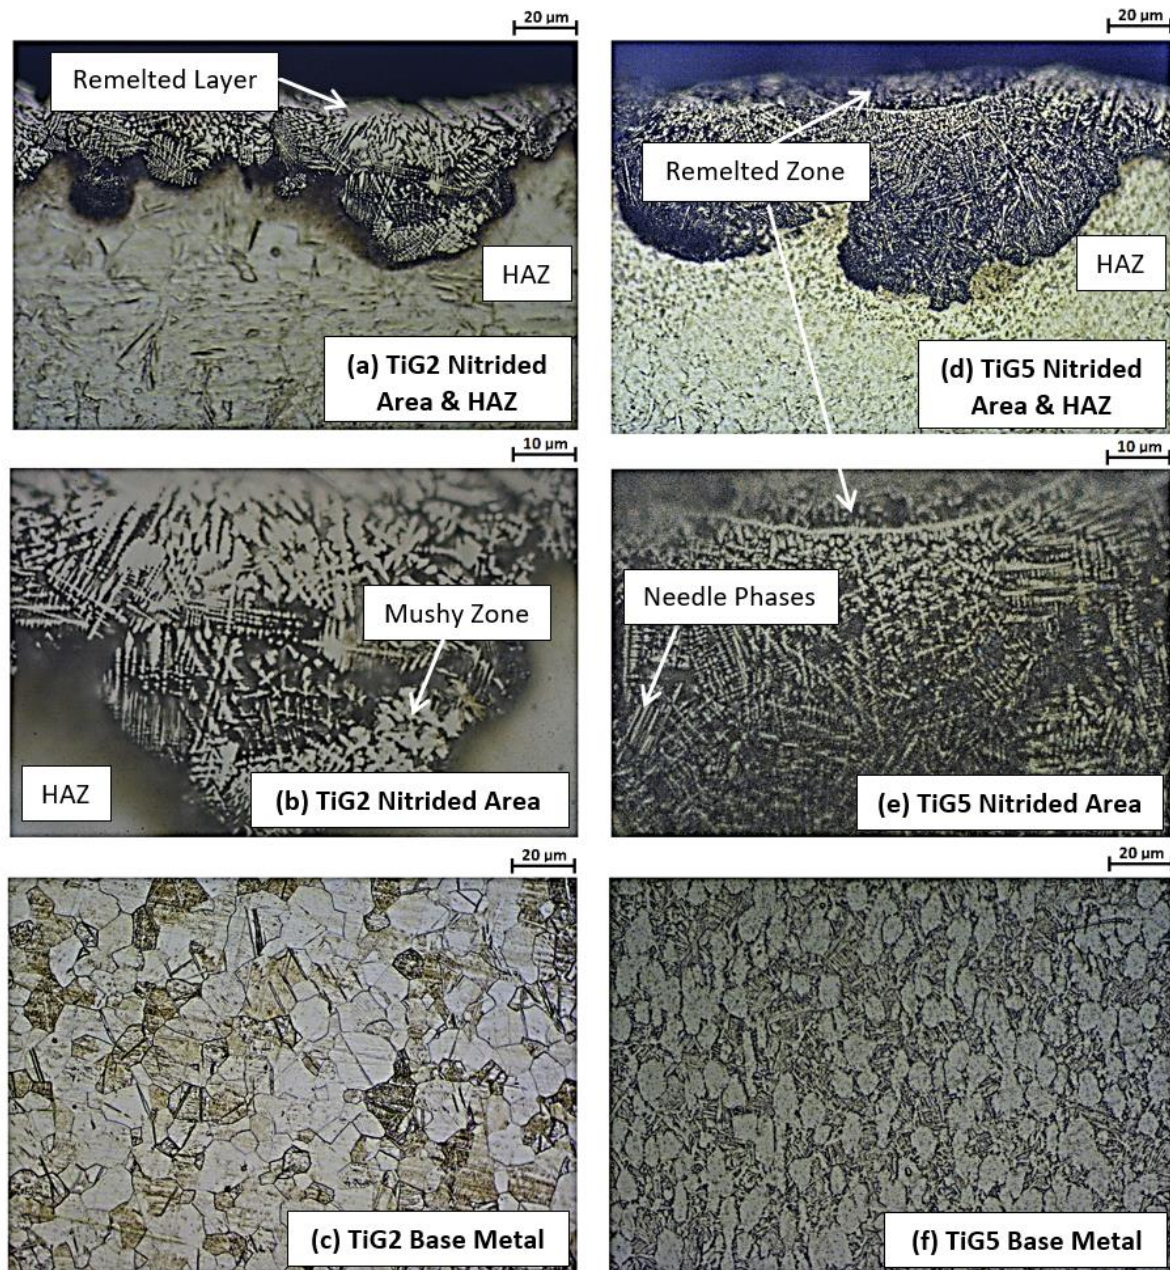 20 µm
20 µm
Remelted Layer
HAZ
(a) TiG2 Nitrided
Area & HAZ
Remelted Zone
HAZ
(d) TiG5 Nitrided
Area & HAZ
10 µm
10 µm
Mushy Zone
HAZ
(b) TiG2 Nitrided Area
Needle Phases
(e) TiG5 Nitrided Area
20 µm
20 µm
(c) TiG2 Base Metal
(f) TiG5 Base Metal